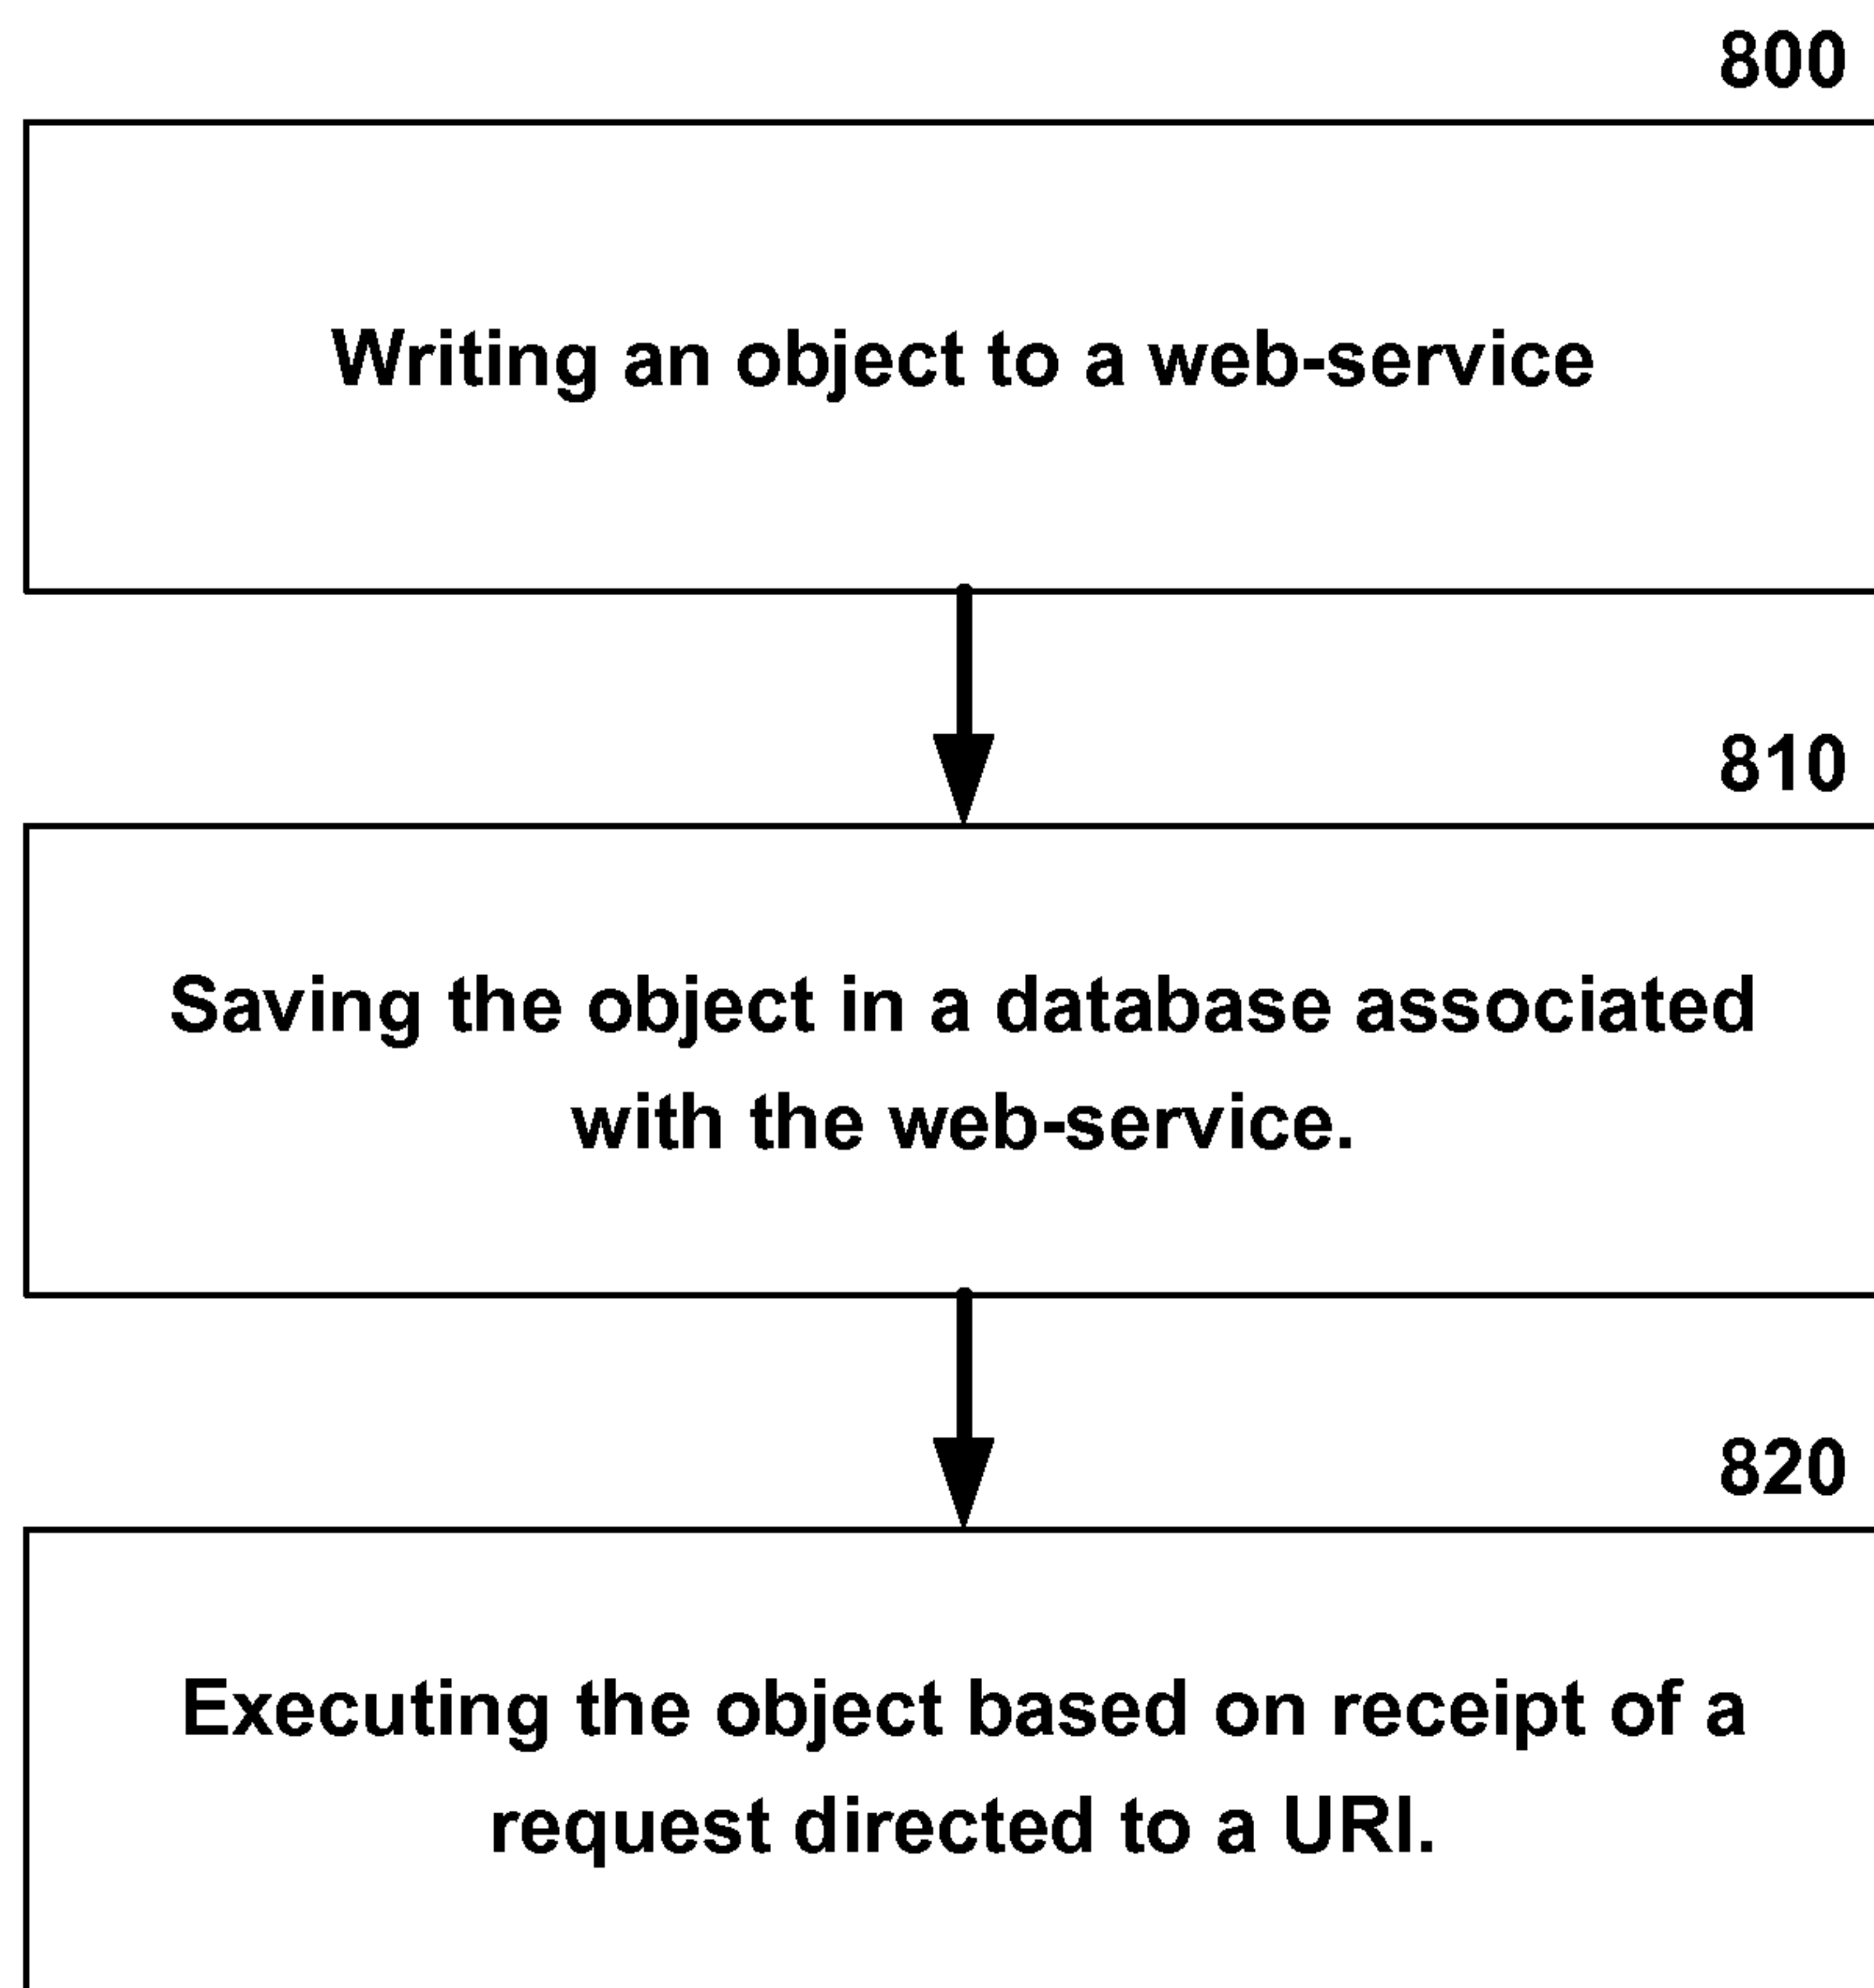 800
Writing an object to a web-service
810
Saving the object in a database associated
with the web-service.
820
Executing the object based on receipt of a
request directed to a URI.